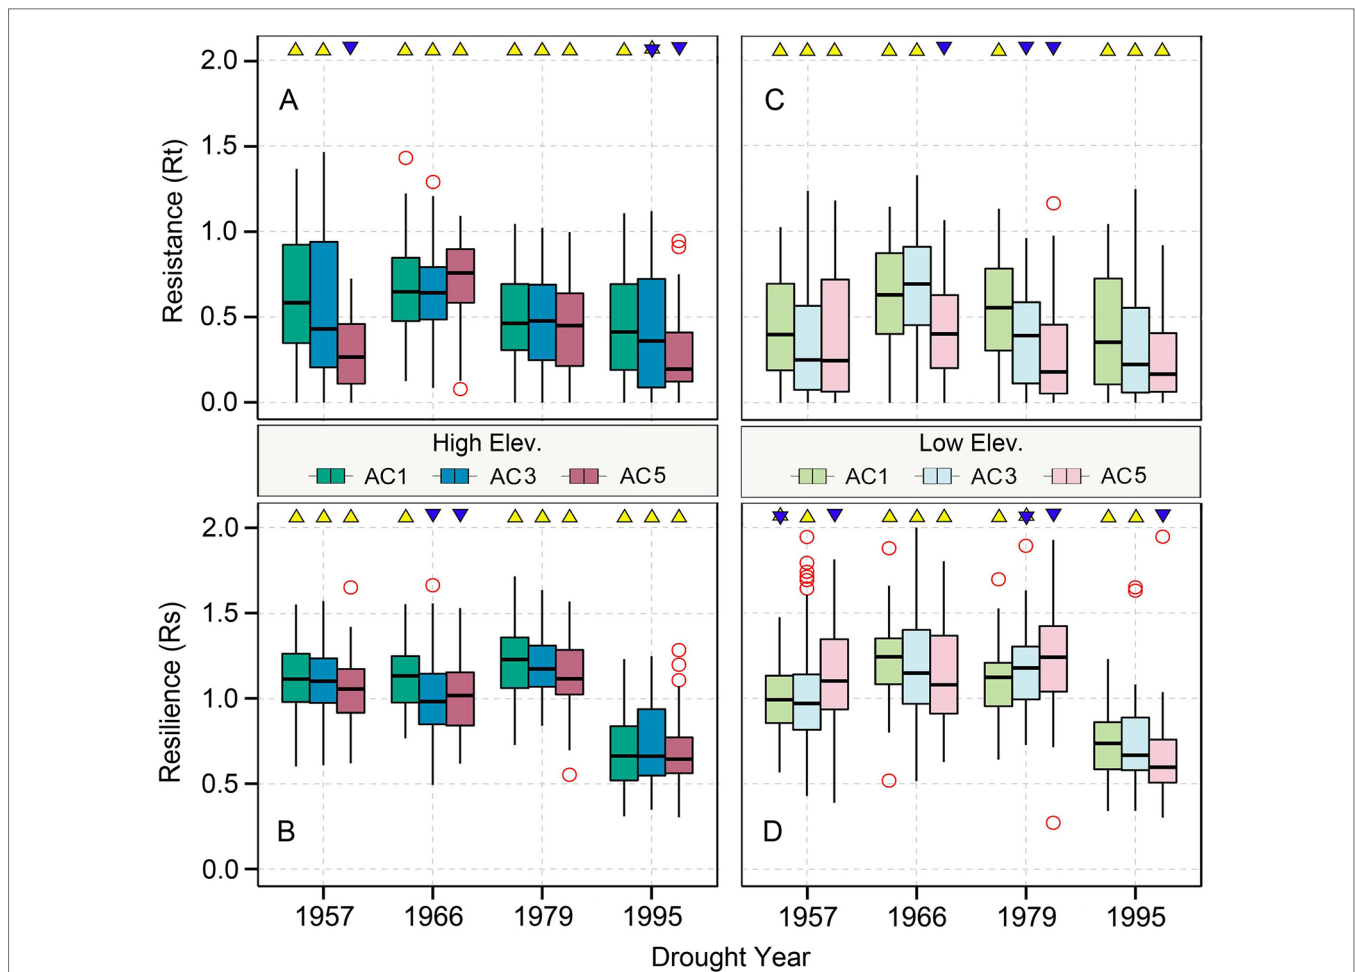 2.0
1.5
1.0
0.5
0.0
Resistance (Rt)
A
C
High Elev.
AC1 AC3 AC5
Low Elev.
AC1 AC3 AC5
2.0
1.5
1.0
0.5
0.0
Resilience (Rs)
B
D
1957 1966 1979 1995
1957 1966 1979 1995
Drought Year